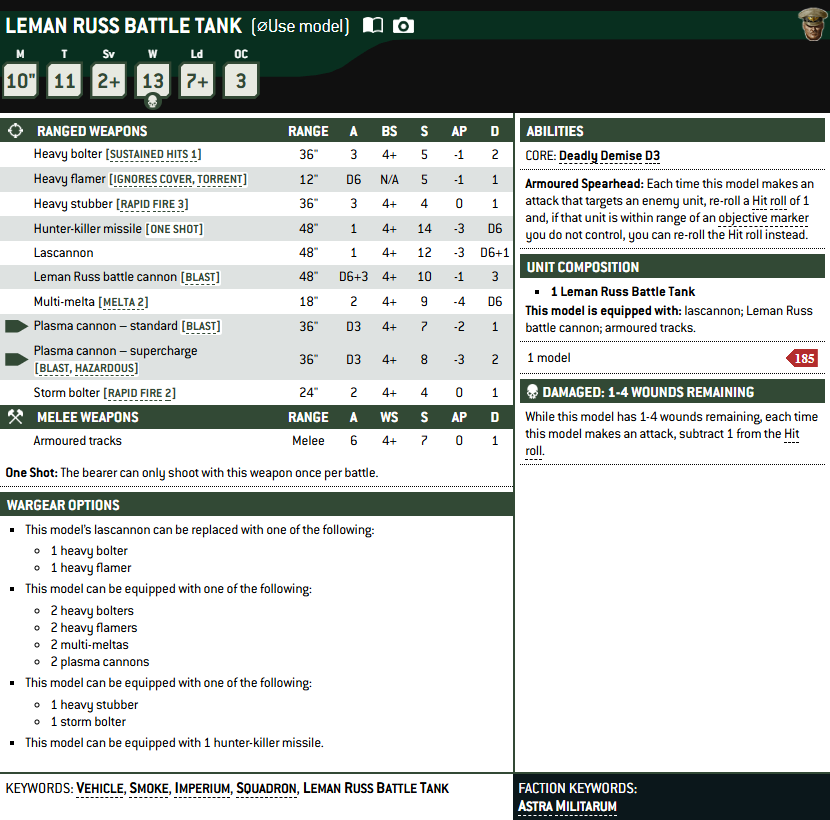 LEMAN RUSS BATTLE TANK (⌀Use model)
M T Sv W Ld OC
10" 11 2+ 13 7+ 3
RANGED WEAPONS RANGE A BS S AP D
Heavy bolter [SUSTAINED HITS 1] 36" 3 4+ 5 -1 2
Heavy flamer [IGNORES COVER, TORRENT] 12" D6 N/A 5 -1 1
Heavy stubber [RAPID FIRE 3] 36" 3 4+ 4 0 1
Hunter-killer missile [ONE SHOT] 48" 1 4+ 14 -3 D6
Lascannon 48" 1 4+ 12 -3 D6+1
Leman Russ battle cannon [BLAST] 48" D6+3 4+ 10 -1 3
Multi-melta [MELTA 2] 18" 2 4+ 9 -4 D6
Plasma cannon – standard [BLAST] 36" D3 4+ 7 -2 1
Plasma cannon – supercharge
[BLAST, HAZARDOUS] 36" D3 4+ 8 -3 2
Storm bolter [RAPID FIRE 2] 24" 2 4+ 4 0 1
MELEE WEAPONS RANGE A WS S AP D
Armoured tracks Melee 6 4+ 7 0 1
One Shot: The bearer can only shoot with this weapon once per battle.
WARGEAR OPTIONS
▪ This model's lascannon can be replaced with one of the following:
○ 1 heavy bolter
○ 1 heavy flamer
▪ This model can be equipped with one of the following:
○ 2 heavy bolters
○ 2 heavy flamers
○ 2 multi-meltas
○ 2 plasma cannons
▪ This model can be equipped with one of the following:
○ 1 heavy stubber
○ 1 storm bolter
▪ This model can be equipped with 1 hunter-killer missile.
ABILITIES
CORE: Deadly Demise D3
Armoured Spearhead: Each time this model makes an
attack that targets an enemy unit, re-roll a Hit roll of 1
and, if that unit is within range of an objective marker
you do not control, you can re-roll the Hit roll instead.
UNIT COMPOSITION
▪ 1 Leman Russ Battle Tank
This model is equipped with: lascannon; Leman Russ
battle cannon; armoured tracks.
1 model 185
DAMAGED: 1-4 WOUNDS REMAINING
While this model has 1-4 wounds remaining, each time
this model makes an attack, subtract 1 from the Hit
roll.
KEYWORDS: VEHICLE, SMOKE, IMPERIUM, SQUADRON, LEMAN RUSS BATTLE TANK
FACTION KEYWORDS:
ASTRA MILITARUM